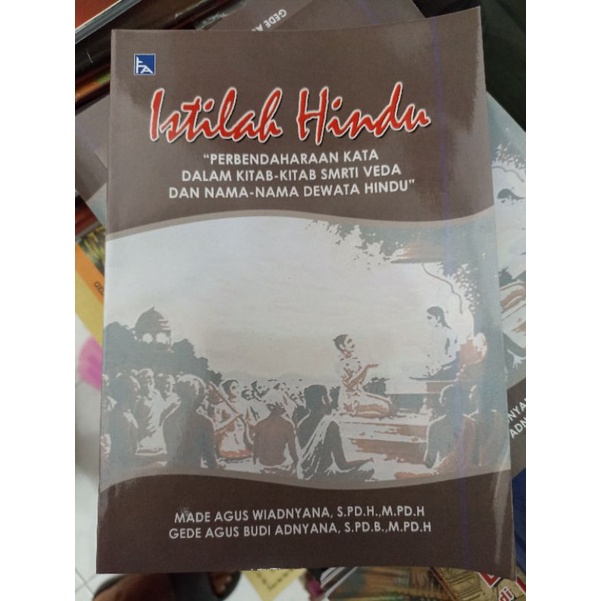 GEDE A
Istilah Hindu
"PERBENDAHARAAN KATA
DALAM KITAB-KITAB SMRTI VEDA
DAN NAMA-NAMA DEWATA HINDU"
MADE AGUS WIADNYANA, S.PD.H.,M.PD.H
GEDE AGUS BUDI ADNYANA, S.PD.B.,M.PD.H